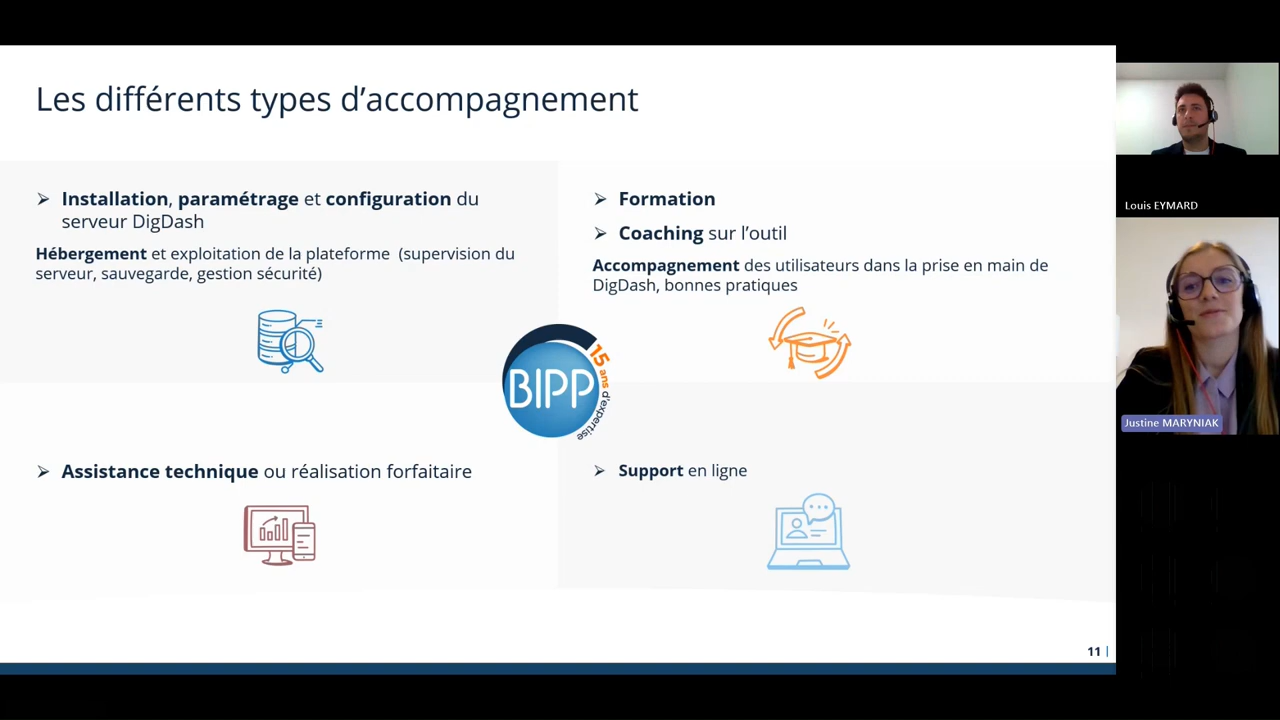 Les différents types d’accompagnement
➢ Installation, paramétrage et configuration du
serveur DigDash
Hébergement et exploitation de la plateforme (supervision du
serveur, sauvegarde, gestion sécurité)
➢ Formation
➢ Coaching sur l’outil
Accompagnement des utilisateurs dans la prise en main de
DigDash, bonnes pratiques
BIPP
15 ans d’expertise
➢ Assistance technique ou réalisation forfaitaire
➢ Support en ligne
11 |
Louis EYMARD
Justine MARYNIAK